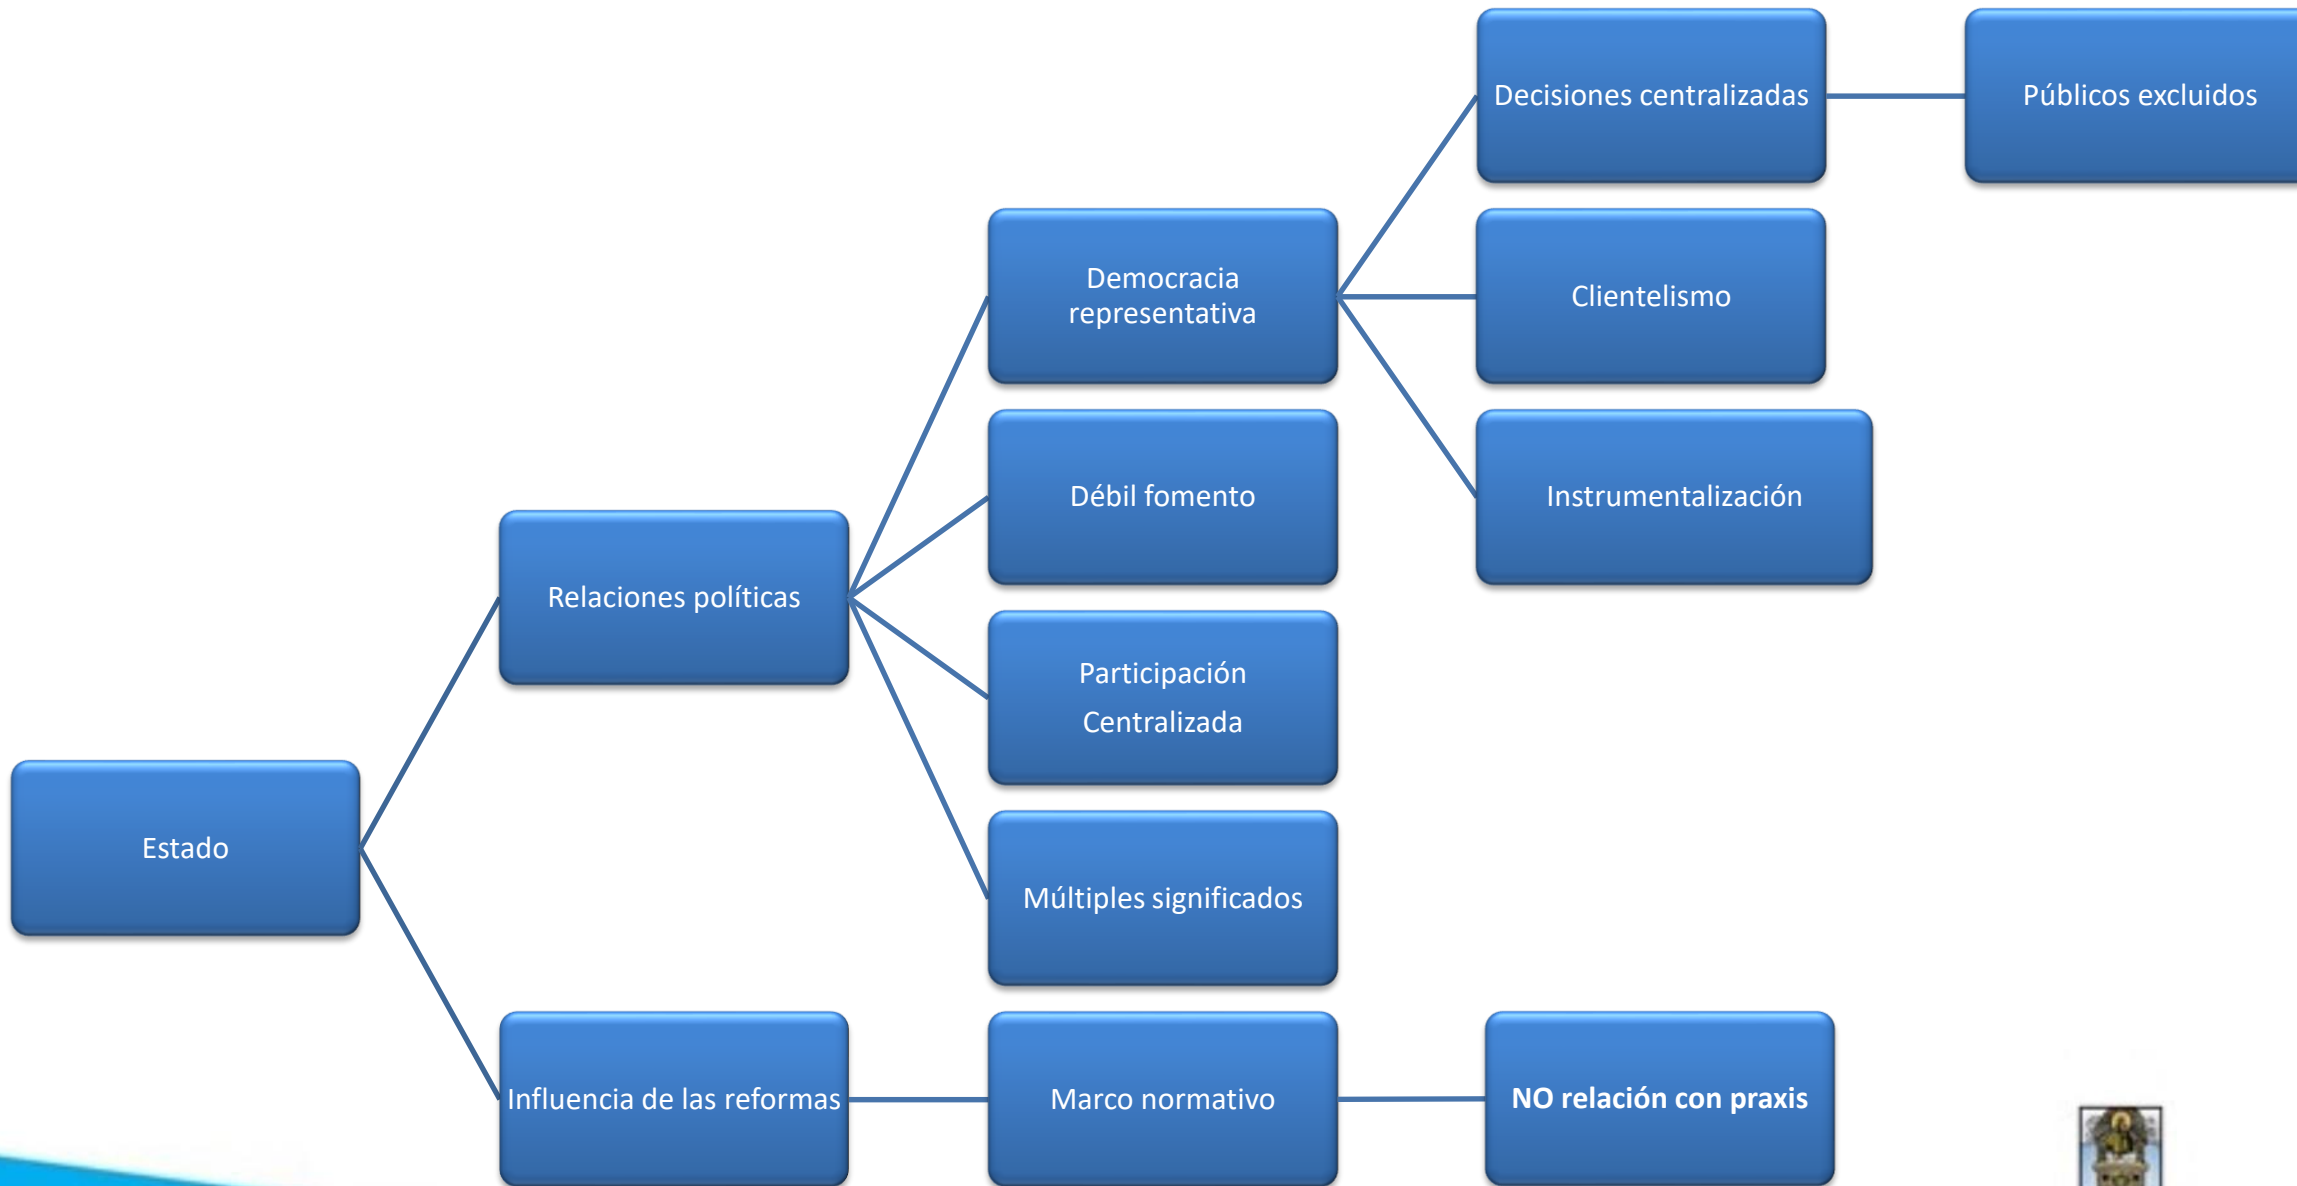 Decisiones centralizadas
Públicos excluidos
Democracia
representativa
Clientelismo
Débil fomento
Instrumentalización
Relaciones políticas
Participación
Centralizada
Estado
Múltiples significados
Influencia de las reformas
Marco normativo
NO relación con praxis